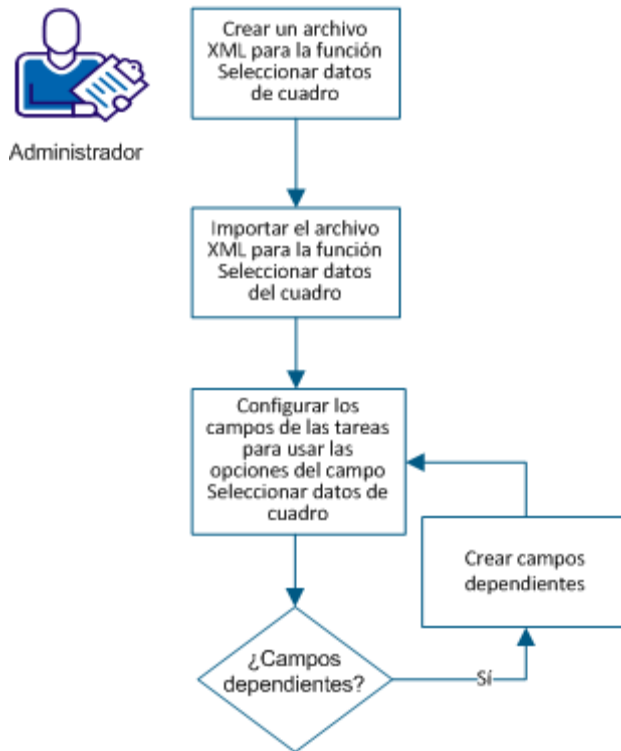 Administrador
Crear un archivo
XML para la función
Seleccionar datos
de cuadro
Importar el archivo
XML para la función
Seleccionar datos
del cuadro
Configurar los
campos de las tareas
para usar las
opciones del campo
Seleccionar datos de
cuadro
Crear campos
dependientes
¿Campos
dependientes?
Sí